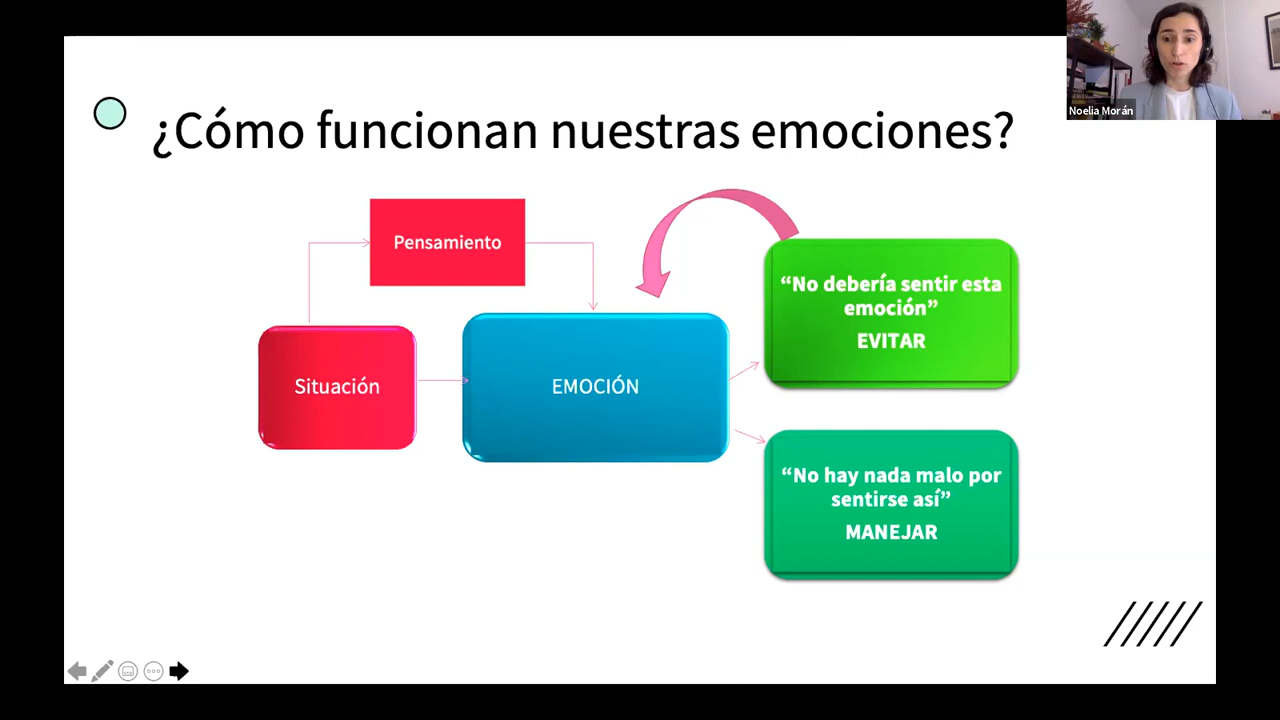 Noelia Morán
¿Cómo funcionan nuestras emociones?
Pensamiento
Situación
EMOCIÓN
“No debería sentir esta
emoción”
EVITAR
“No hay nada malo por
sentirse así”
MANEJAR